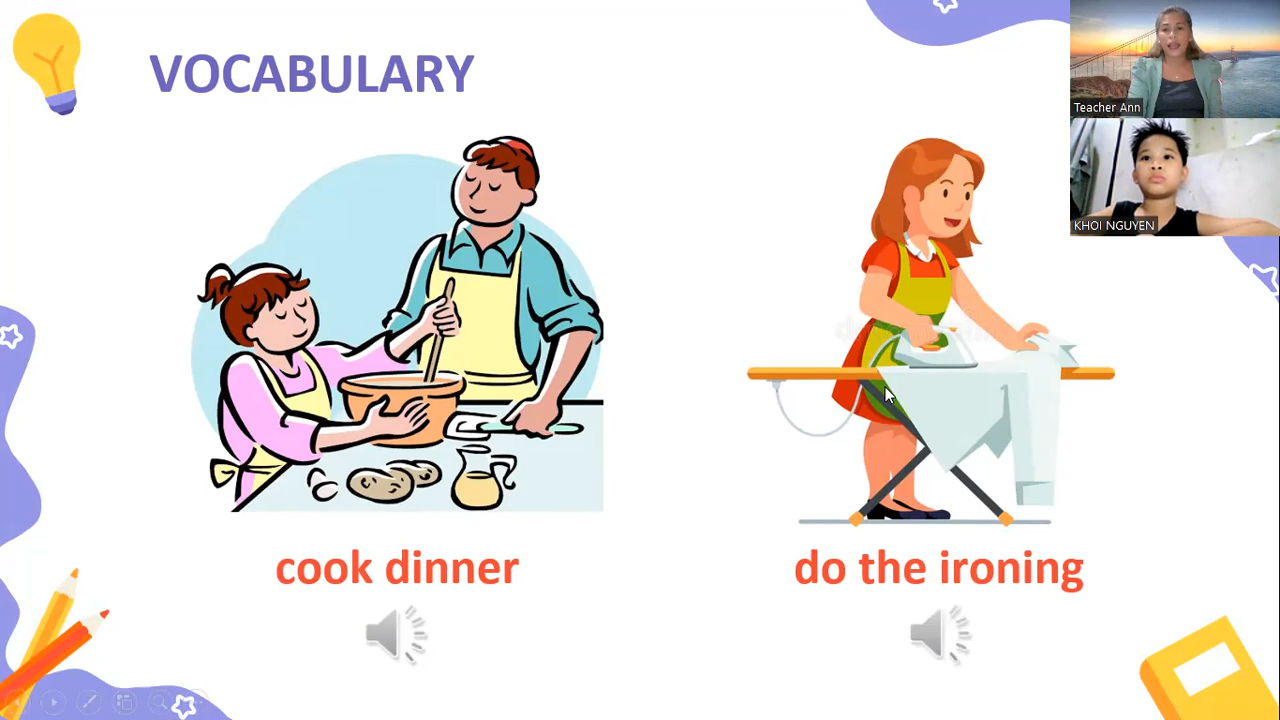 VOCABULARY
Teacher Ann
KHOI NGUYEN
cook dinner
do the ironing